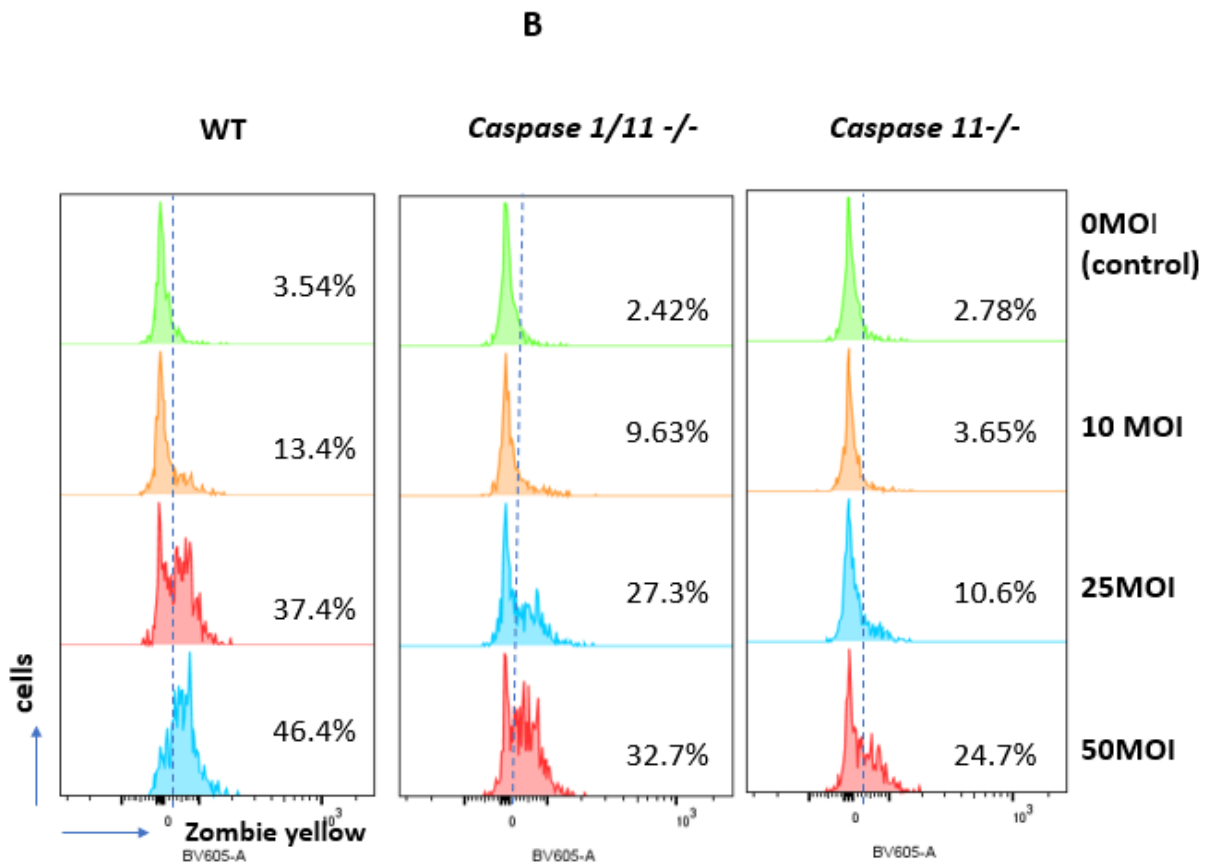 B
WT
Caspase 1/11 -/-
Caspase 11-/-
3.54%
2.42%
2.78%
0MOI
(control)
13.4%
9.63%
3.65%
10 MOI
37.4%
27.3%
10.6%
25MOI
46.4%
32.7%
24.7%
50MOI
cells
0
10³
0
10³
0
10³
Zombie yellow
BV605-A
BV605-A
BV605-A